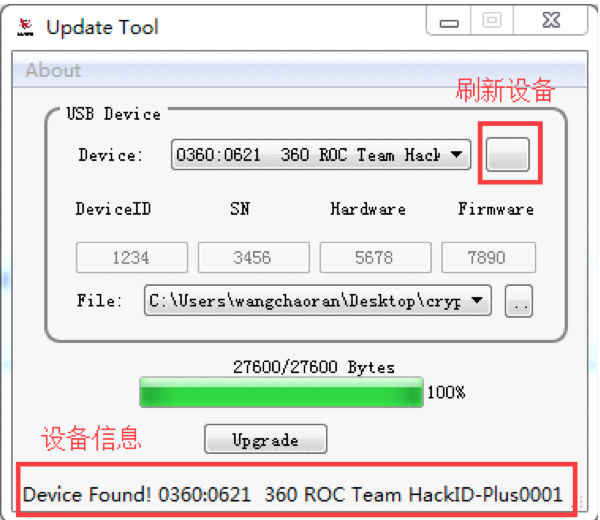 Update Tool
About
刷新设备
USB Device
Device: 0360:0621 360 ROC Team Hack
DeviceID SN Hardware Firmware
1234 3456 5678 7890
File: C:\Users\wangchaoran\Desktop\cryp ..
27600/27600 Bytes
100%
设备信息
Upgrade
Device Found! 0360:0621 360 ROC Team HackID-Plus0001